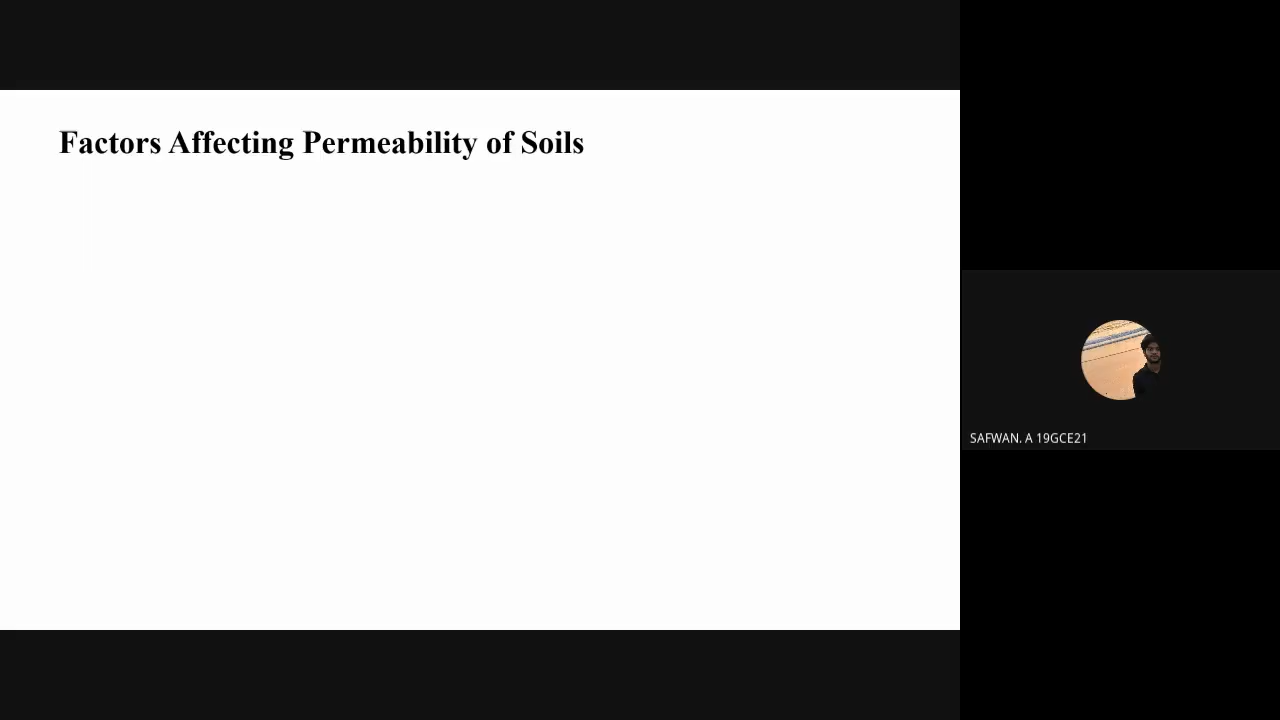 Factors Affecting Permeability of Soils
SAFWAN. A 19GCE21